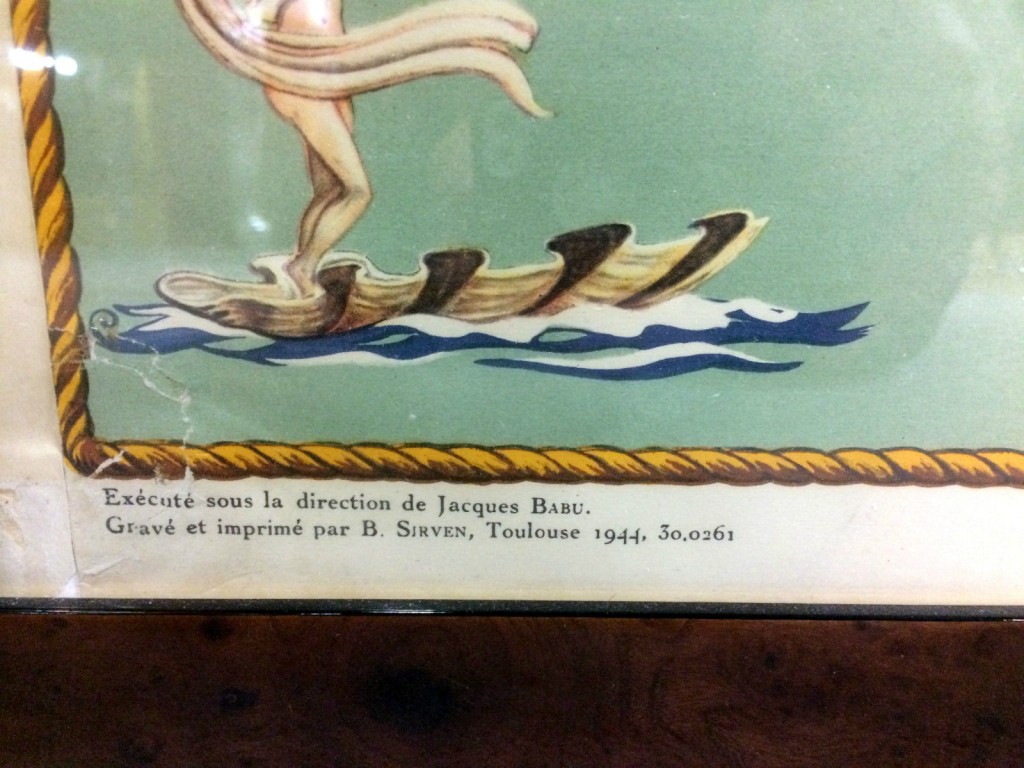 Exécuté sous la direction de Jacques BABU.
Gravé et imprimé par B. SIRVEN, Toulouse 1944, 30.0261